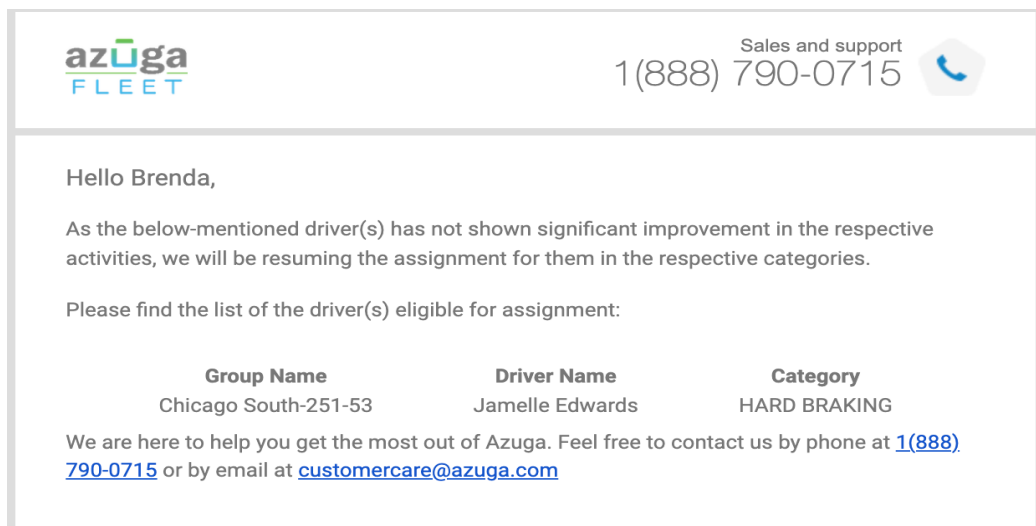 azūga
FLEET
Sales and support
1(888) 790-0715
Hello Brenda,
As the below-mentioned driver(s) has not shown significant improvement in the respective
activities, we will be resuming the assignment for them in the respective categories.
Please find the list of the driver(s) eligible for assignment:
Group Name Driver Name Category
Chicago South-251-53 Jamelle Edwards HARD BRAKING
We are here to help you get the most out of Azuga. Feel free to contact us by phone at 1(888)
790-0715 or by email at customercare@azuga.com